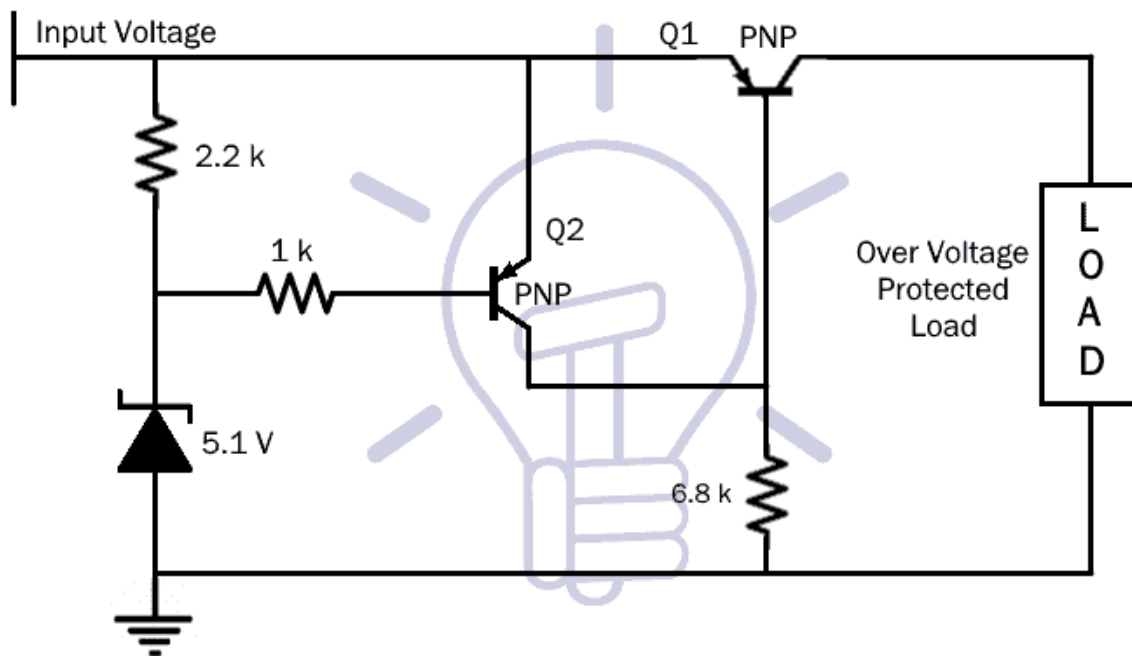 Input Voltage
Q1
PNP
2.2 k
1 k
Q2
PNP
Over Voltage
Protected
Load
L
O
A
D
5.1 V
6.8 k